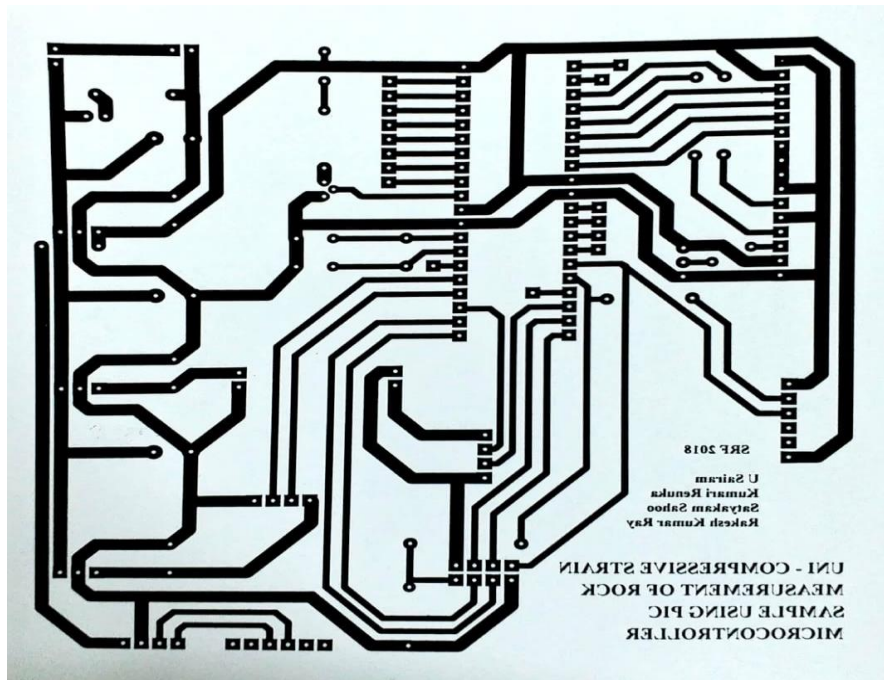 SRF 2018
U Sairam
Kumari Renuka
Satyakam Sahoo
Rakesh Kumar Ray
UNI - COMPRESSIVE STRAIN
MEASUREMENT OF ROCK
SAMPLE USING PIC
MICROCONTROLLER